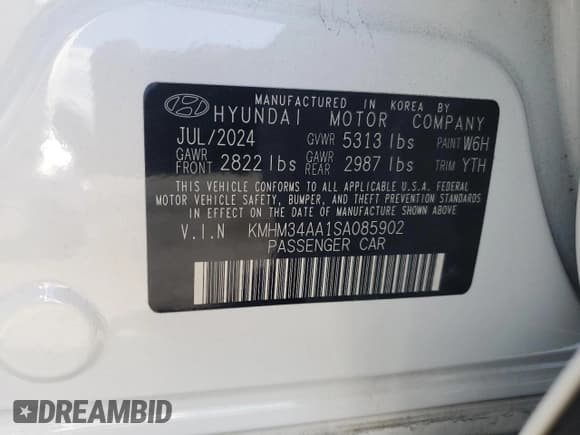 MANUFACTURED IN KOREA BY
HYUNDAI MOTOR COMPANY
JUL/2024 GVWR 5313 lbs PAINT W6H
GAWR FRONT 2822 lbs GAWR REAR 2987 lbs TRIM YTH
THIS VEHICLE CONFORMS TO ALL APPLICABLE U.S.A. FEDERAL
MOTOR VEHICLE SAFETY, BUMPER, AND THEFT PREVENTION STANDARDS
IN EFFECT ON THE DATE OF MANUFACTURE SHOWN ABOVE.
V.I.N KMHM34AA1SA085902
PASSENGER CAR
DREAMBID